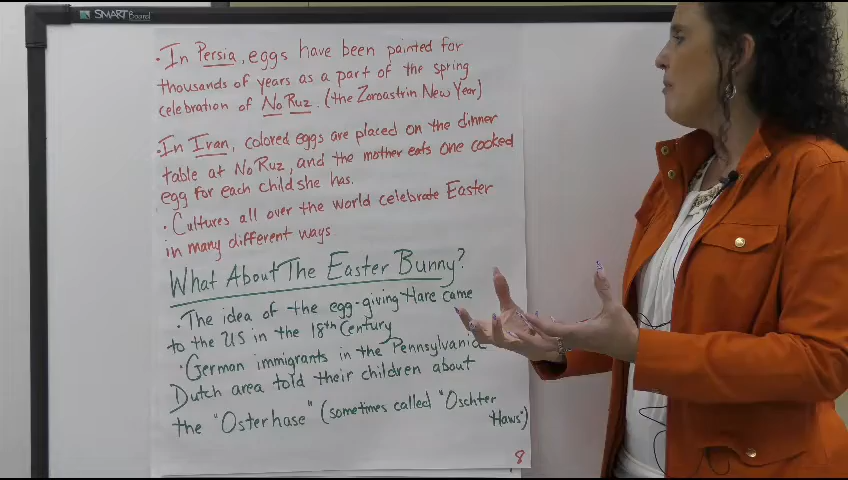 SMART Board
• In Persia, eggs have been painted for
thousands of years as a part of the spring
celebration of No Ruz. (the Zoroastrin New Year)
• In Iran, colored eggs are placed on the dinner
table at No Ruz, and the mother eats one cooked
egg for each child she has.
• Cultures all over the world celebrate Easter
in many different ways
What About The Easter Bunny?
• The idea of the egg-giving Hare came
to the US in the 18th Century
• German immigrants in the Pennsylvania
Dutch area told their children about
the "Osterhase" (sometimes called "Oschter
Haws")
8